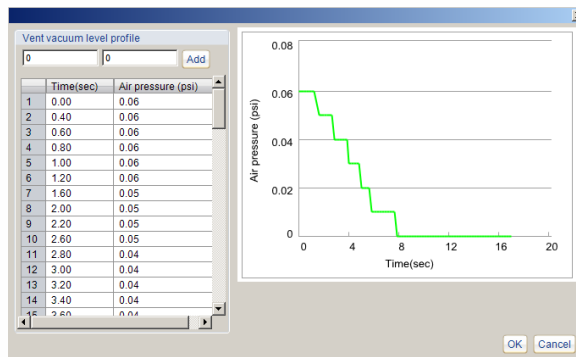 Vent vacuum level profile
0 0 Add
Time(sec) Air pressure (psi)
1 0.00 0.06
2 0.40 0.06
3 0.60 0.06
4 0.80 0.06
5 1.00 0.06
6 1.20 0.06
7 1.60 0.05
8 2.00 0.05
9 2.20 0.05
10 2.60 0.05
11 2.80 0.04
12 3.00 0.04
13 3.20 0.04
14 3.40 0.04
15 3.60 0.04
0.08
0.06
0.04
0.02
0
Air pressure (psi)
0 4 8 12 16 20
Time(sec)
OK Cancel